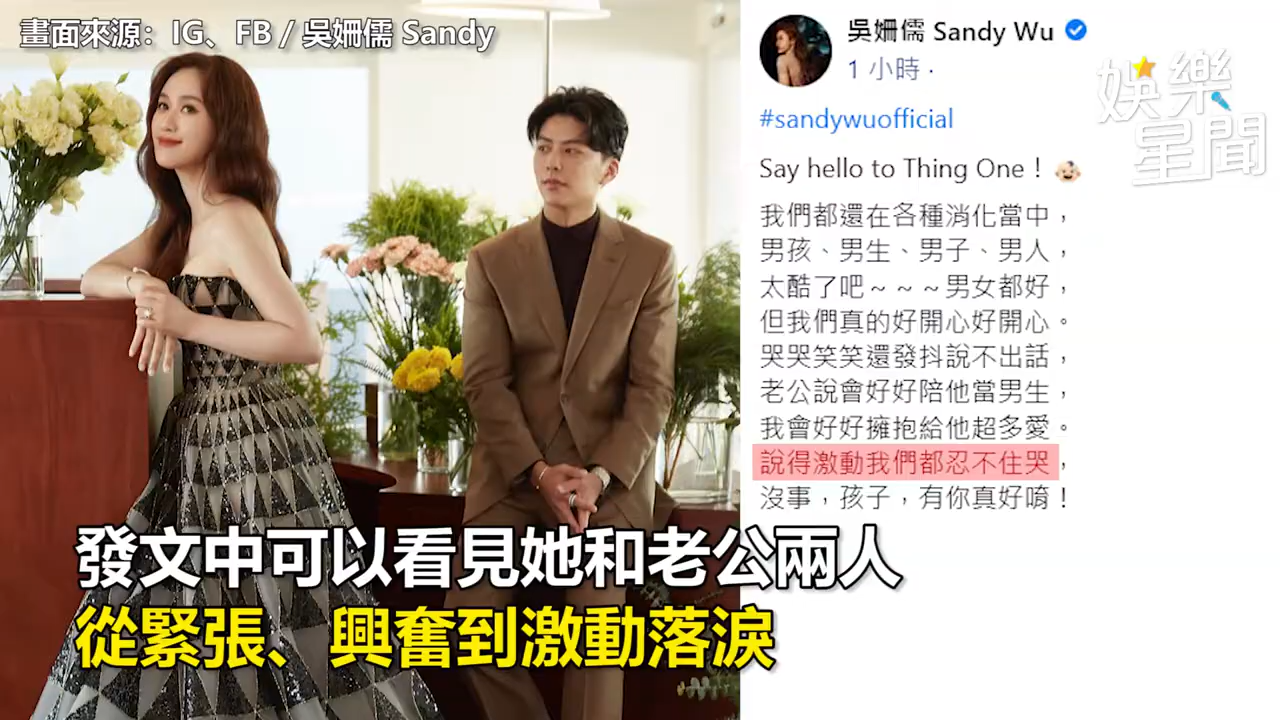 畫面來源：IG、FB / 吳姍儒 Sandy
吳姍儒 Sandy Wu
1 小時 ·
娛樂
星聞
#sandywuofficial
Say hello to Thing One！
我們都還在各種消化當中，
男孩、男生、男子、男人，
太酷了吧～～～男女都好，
但我們真的好開心好開心。
哭哭笑笑還發抖說不出話，
老公說會好好陪他當男生，
我會好好擁抱給他超多愛。
說得激動我們都忍不住哭，
沒事，孩子，有你真好唷！
發文中可以看見她和老公兩人
從緊張、興奮到激動落淚